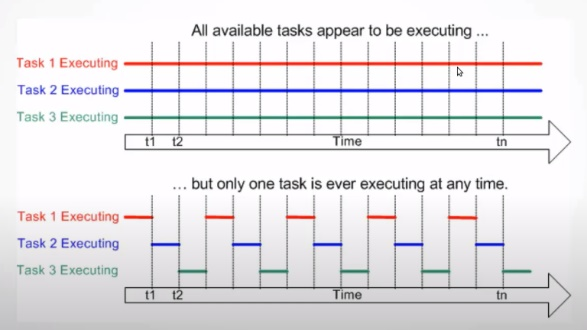 All available tasks appear to be executing ...
Task 1 Executing
Task 2 Executing
Task 3 Executing
t1 t2 Time tn
... but only one task is ever executing at any time.
Task 1 Executing
Task 2 Executing
Task 3 Executing
t1 t2 Time tn